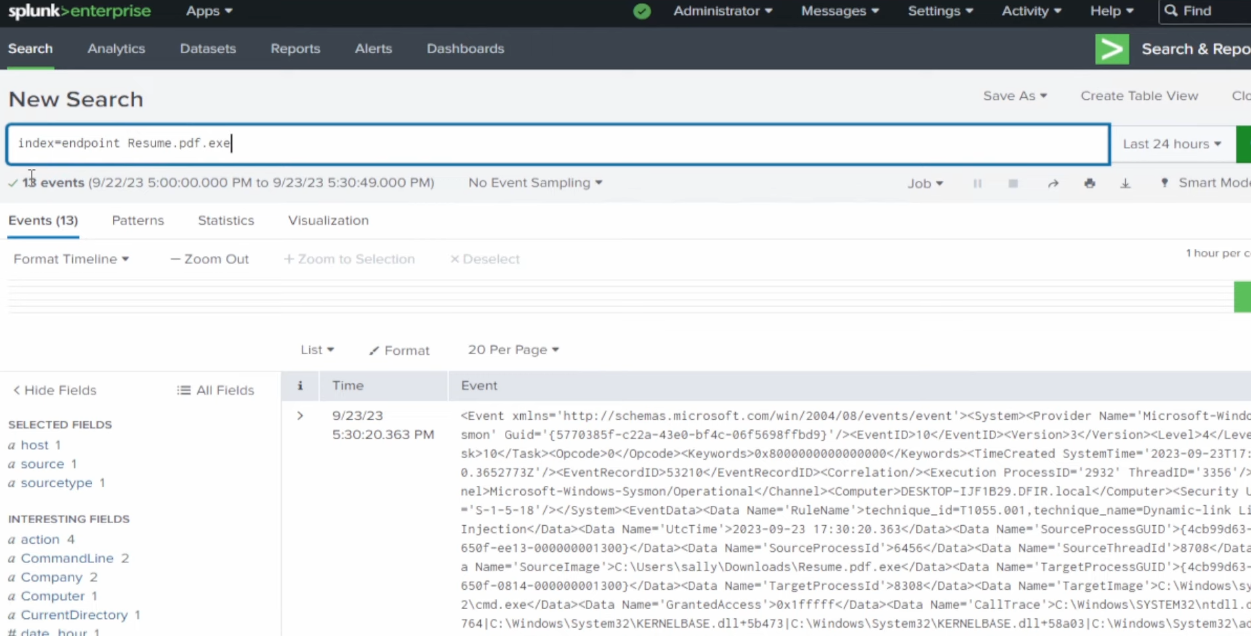 splunk>enterprise Apps Administrator Messages Settings Activity Help Find
Search Analytics Datasets Reports Alerts Dashboards Search & Repo
New Search Save As Create Table View Clo
index=endpoint Resume.pdf.exe Last 24 hours
13 events (9/22/23 5:00:00.000 PM to 9/23/23 5:30:49.000 PM) No Event Sampling Job Smart Mode
Events (13) Patterns Statistics Visualization
Format Timeline — Zoom Out + Zoom to Selection × Deselect 1 hour per c
List Format 20 Per Page
< Hide Fields All Fields i Time Event
SELECTED FIELDS
a host 1
a source 1
a sourcetype 1
INTERESTING FIELDS
a action 4
a CommandLine 2
a Company 2
a Computer 1
a CurrentDirectory 1
# date_hour 1
> 9/23/23
5:30:20.363 PM
<Event xmlns='http://schemas.microsoft.com/win/2004/08/events/event'><System><Provider Name='Microsoft-Windo
smon' Guid='{5770385f-c22a-43e0-bf4c-06f5698ffbd9}'/><EventID>10</EventID><Version>3</Version><Level>4</Leve
sk>10</Task><Opcode>0</Opcode><Keywords>0x8000000000000000</Keywords><TimeCreated SystemTime='2023-09-23T17:
0.3652773Z'/><EventRecordID>53210</EventRecordID><Correlation/><Execution ProcessID='2932' ThreadID='3356'/>
nel>Microsoft-Windows-Sysmon/Operational</Channel><Computer>DESKTOP-IJF1B29.DFIR.local</Computer><Security U
='S-1-5-18'/></System><EventData><Data Name='RuleName'>technique_id=T1055.001,technique_name=Dynamic-link Li
Injection</Data><Data Name='UtcTime'>2023-09-23 17:30:20.363</Data><Data Name='SourceProcessGUID'>{4cb99d63-
650f-ee13-000000001300}</Data><Data Name='SourceProcessId'>6456</Data><Data Name='SourceThreadId'>8708</Data
a Name='SourceImage'>C:\Users\sally\Downloads\Resume.pdf.exe</Data><Data Name='TargetProcessGUID'>{4cb99d63-
650f-0814-000000001300}</Data><Data Name='TargetProcessId'>8308</Data><Data Name='TargetImage'>C:\Windows\sy
2\cmd.exe</Data><Data Name='GrantedAccess'>0x1fffff</Data><Data Name='CallTrace'>C:\Windows\SYSTEM32\ntdll.d
764|C:\Windows\System32\KERNELBASE.dll+5b473|C:\Windows\System32\KERNELBASE.dll+58a03|C:\Windows\System32\ad